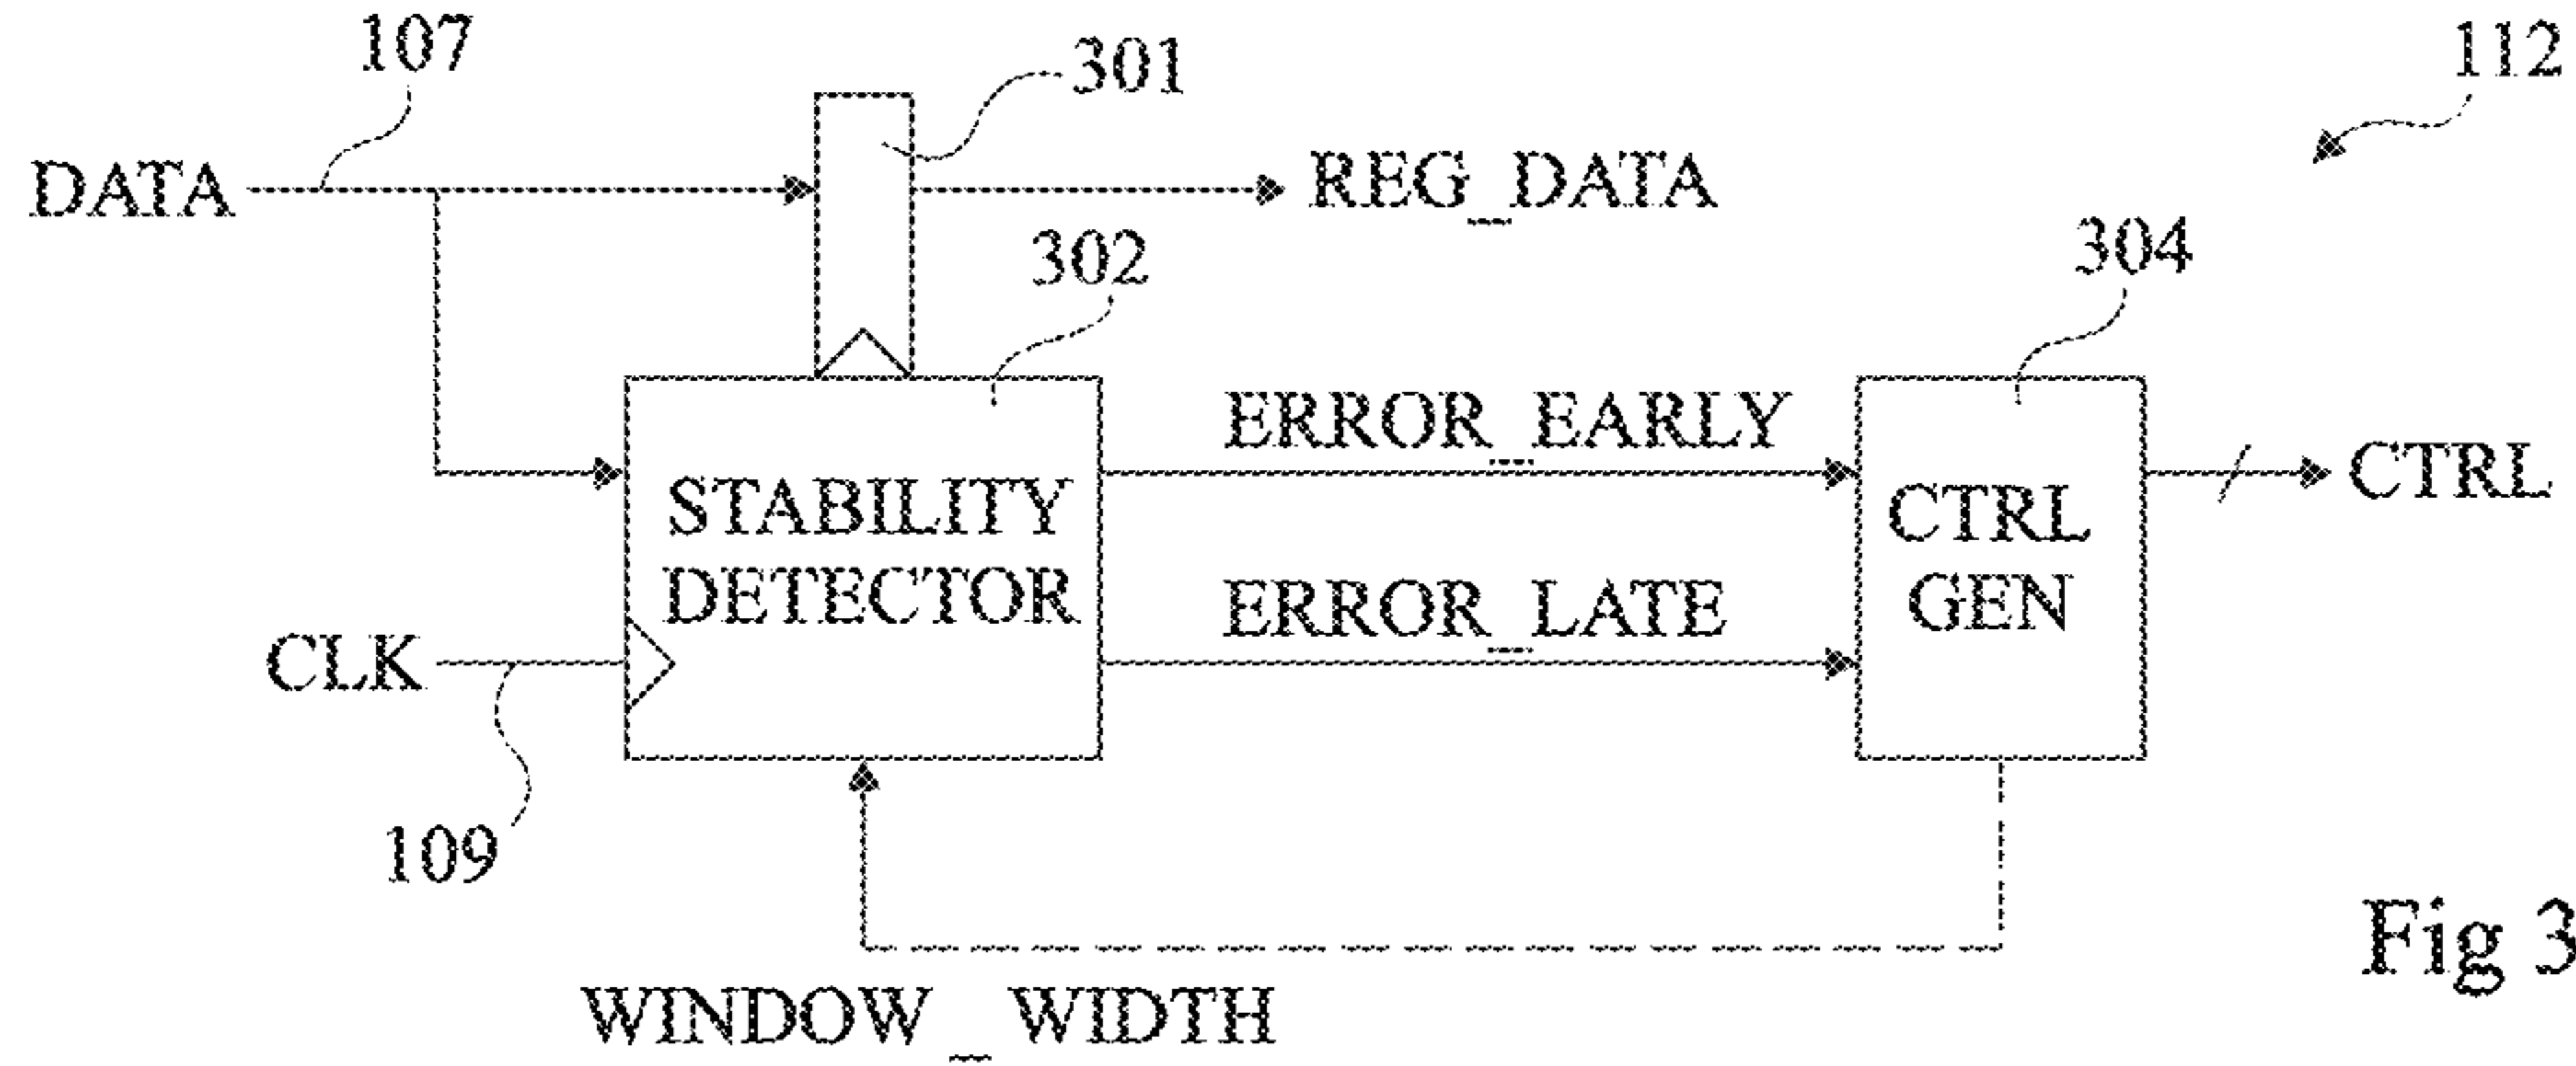 107
301
112
DATA
REG_DATA
302
304
ERROR_EARLY
CTRL
STABILITY
DETECTOR
CTRL
GEN
ERROR_LATE
CLK
109
Fig 3
WINDOW_WIDTH